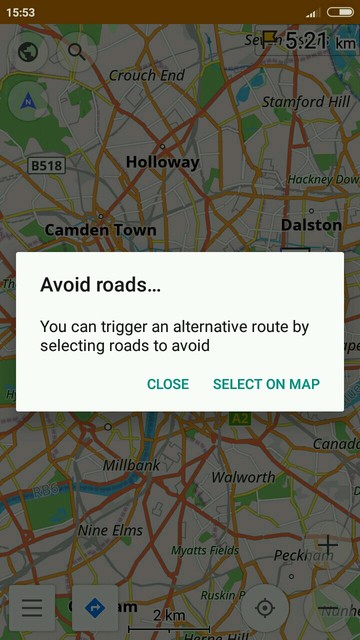 15:53
5.21 km
Crouch End
Stamford Hill
B518
Holloway
Hackney Dow
Camden Town
Dalston
Avoid roads...
You can trigger an alternative route by
selecting roads to avoid
CLOSE
SELECT ON MAP
A2
Canada
Millbank
Walworth
Nine Elms
Myatts Fields
Peckham
Ruskin P
2 km
Herne Hill